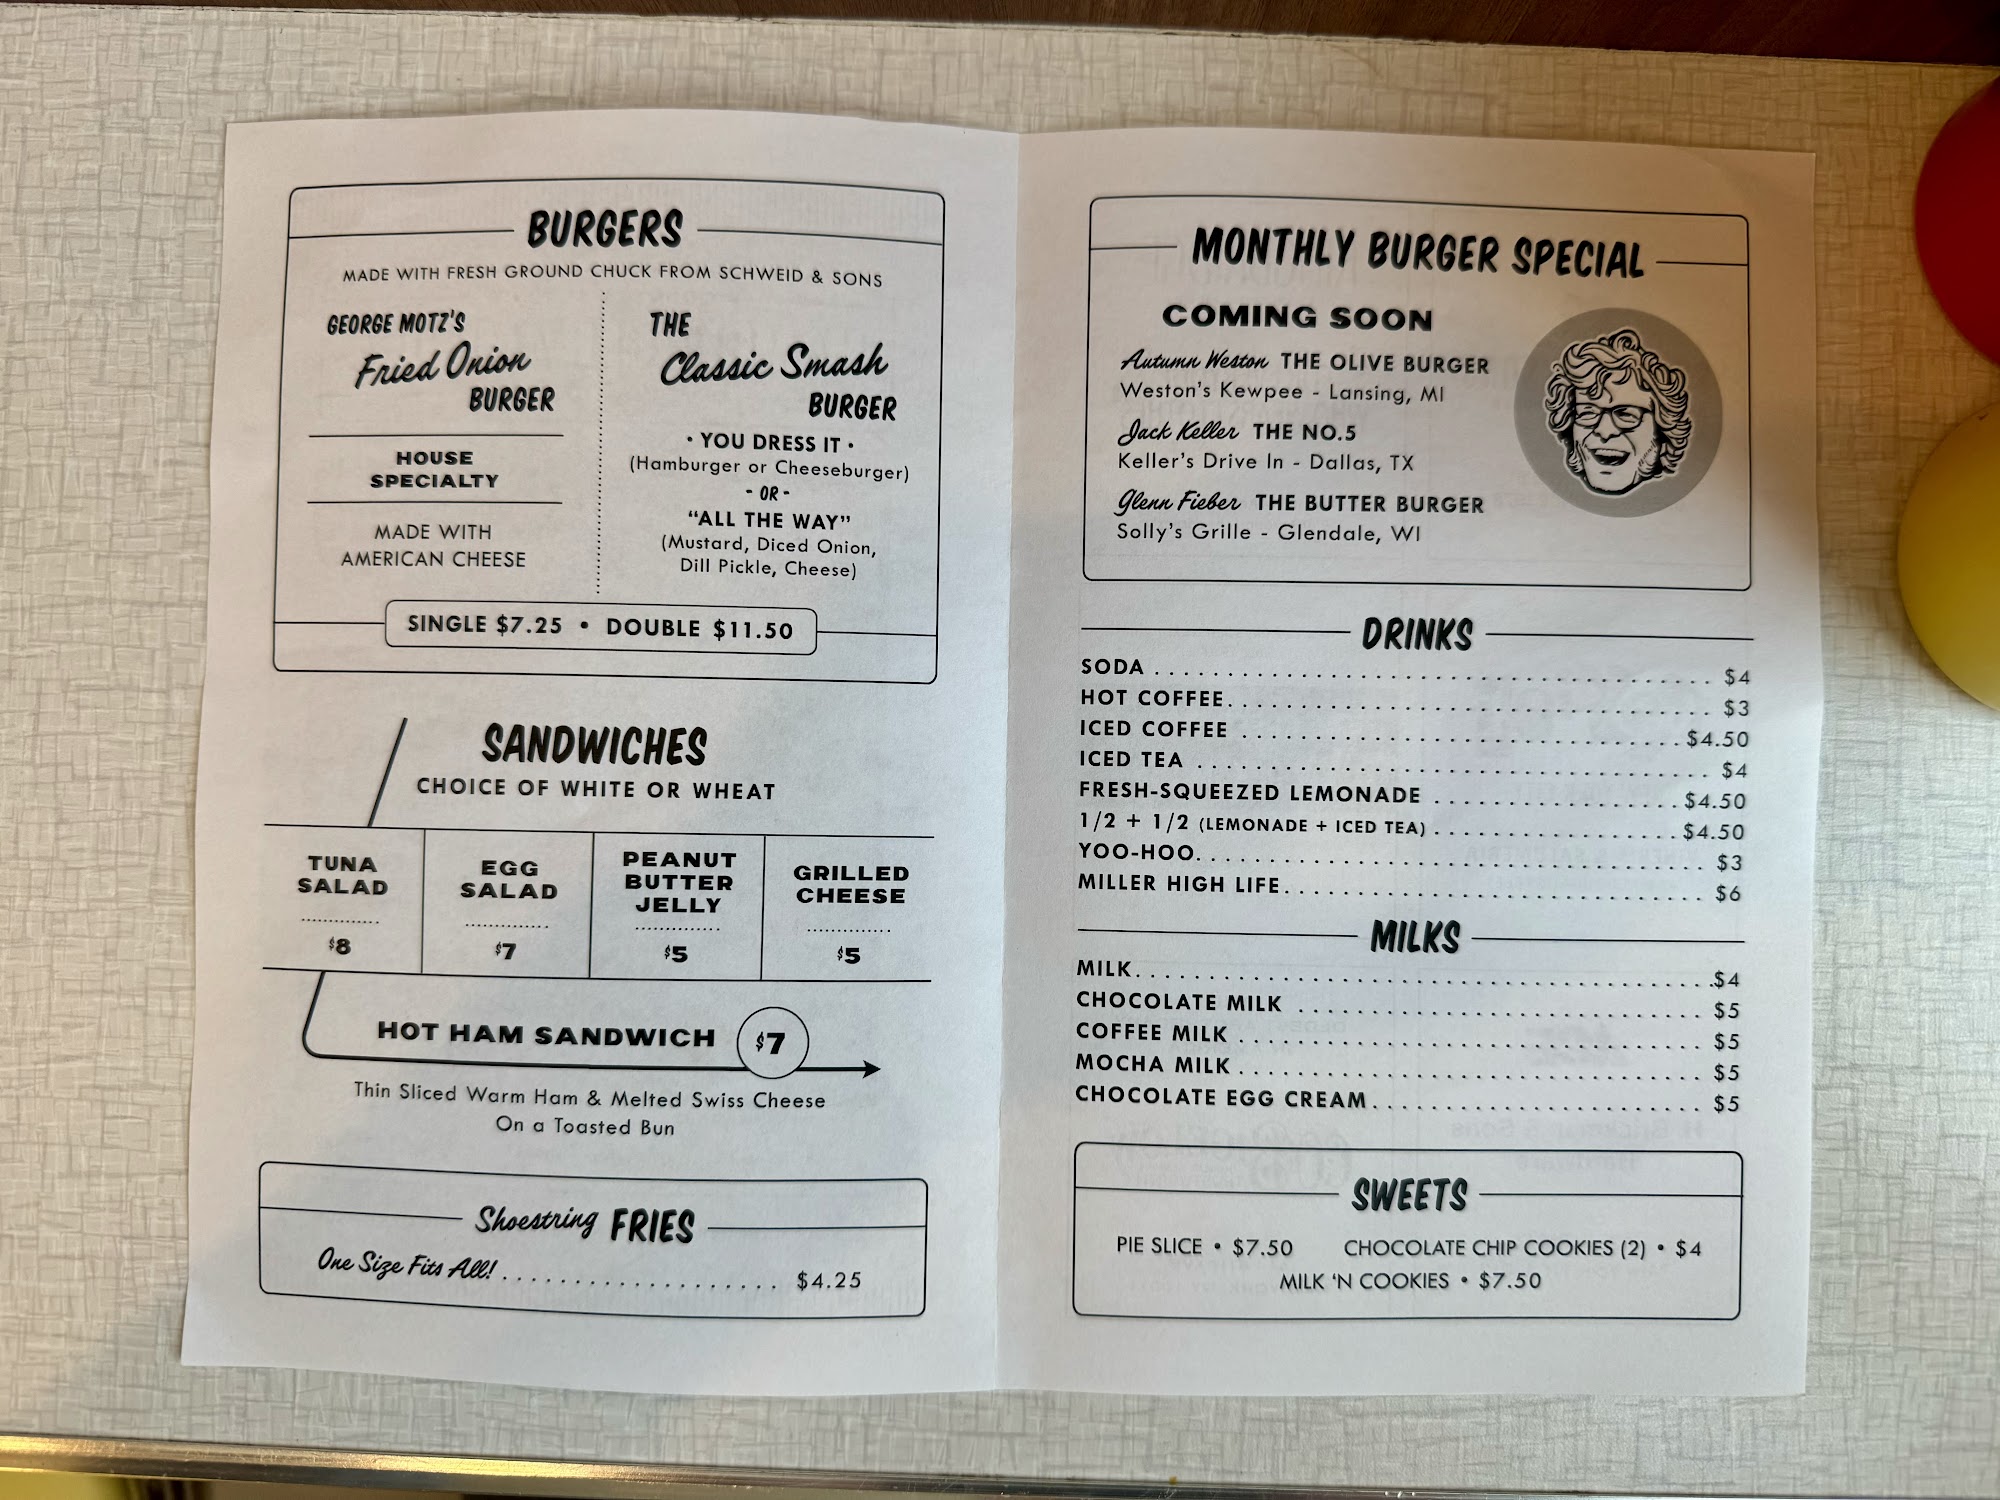 BURGERS
MADE WITH FRESH GROUND CHUCK FROM SCHWEID & SONS
GEORGE MOTZ'S
Fried Onion
BURGER
HOUSE
SPECIALTY
MADE WITH
AMERICAN CHEESE
THE
Classic Smash
BURGER
• YOU DRESS IT •
(Hamburger or Cheeseburger)
- OR -
"ALL THE WAY"
(Mustard, Diced Onion,
Dill Pickle, Cheese)
SINGLE $7.25 • DOUBLE $11.50
SANDWICHES
CHOICE OF WHITE OR WHEAT
TUNA
SALAD
$8
EGG
SALAD
$7
PEANUT
BUTTER
JELLY
$5
GRILLED
CHEESE
$5
HOT HAM SANDWICH $7
Thin Sliced Warm Ham & Melted Swiss Cheese
On a Toasted Bun
Shoestring FRIES
One Size Fits All! $4.25
MONTHLY BURGER SPECIAL
COMING SOON
Autumn Weston THE OLIVE BURGER
Weston's Kewpee - Lansing, MI
Jack Keller THE NO.5
Keller's Drive In - Dallas, TX
Glenn Fieber THE BUTTER BURGER
Solly's Grille - Glendale, WI
DRINKS
SODA $4
HOT COFFEE $3
ICED COFFEE $4.50
ICED TEA $4
FRESH-SQUEEZED LEMONADE $4.50
1/2 + 1/2 (LEMONADE + ICED TEA) $4.50
YOO-HOO $3
MILLER HIGH LIFE $6
MILKS
MILK $4
CHOCOLATE MILK $5
COFFEE MILK $5
MOCHA MILK $5
CHOCOLATE EGG CREAM $5
SWEETS
PIE SLICE • $7.50 CHOCOLATE CHIP COOKIES (2) • $4
MILK 'N COOKIES • $7.50